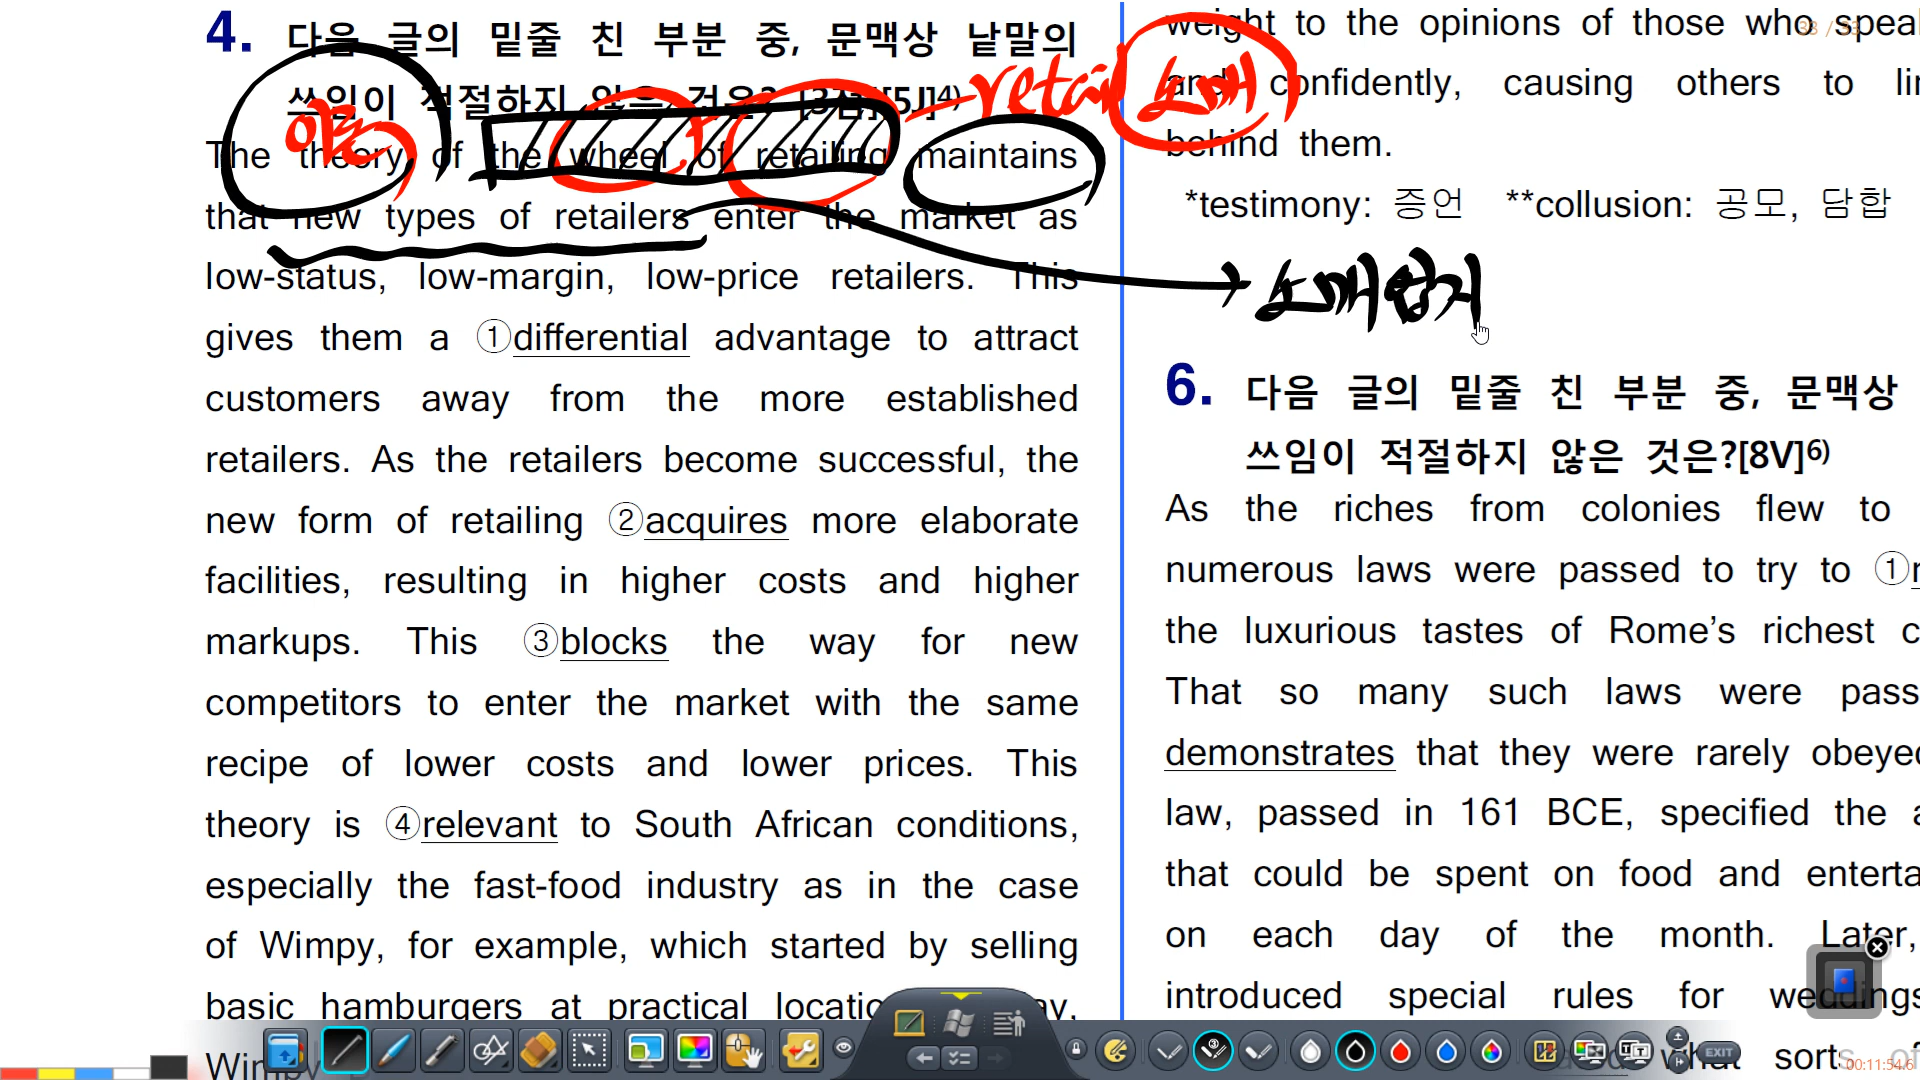 4. 다음 글의 밑줄 친 부분 중, 문맥상 낱말의
쓰임이 적절하지 않은 것은? [3점][5J]4)
The theory of the wheel of retailing maintains
that new types of retailers enter the market as
low-status, low-margin, low-price retailers. This
gives them a ①differential advantage to attract
customers away from the more established
retailers. As the retailers become successful, the
new form of retailing ②acquires more elaborate
facilities, resulting in higher costs and higher
markups. This ③blocks the way for new
competitors to enter the market with the same
recipe of lower costs and lower prices. This
theory is ④relevant to South African conditions,
especially the fast-food industry as in the case
of Wimpy, for example, which started by selling
basic hamburgers at practical
Wimpy
retail 소매
weight to the opinions of those who speak
and confidently, causing others to
behind them.
*testimony: 증언 **collusion: 공모, 담합
소매업자
6. 다음 글의 밑줄 친 부분 중, 문맥상
쓰임이 적절하지 않은 것은?[8V]6)
As the riches from colonies flew to
numerous laws were passed to try to ①
the luxurious tastes of Rome's richest
That so many such laws were
demonstrates that they were rarely obeyed
law, passed in 161 BCE, specified the
that could be spent on food and
on each day of the month. Later,
introduced special rules for weddings
what sorts of
EXIT
00:11:54.6